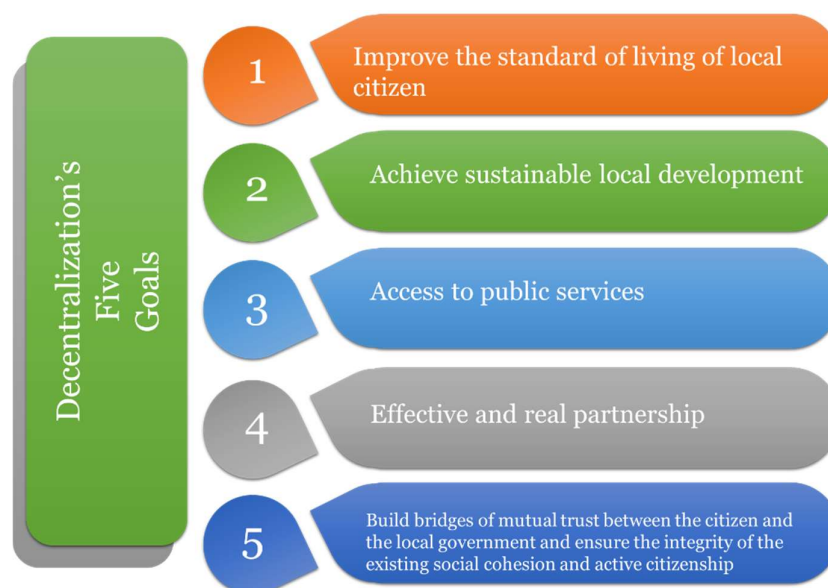 Decentralization's
Five
Goals
1
Improve the standard of living of local
citizen
2
Achieve sustainable local development
3
Access to public services
4
Effective and real partnership
5
Build bridges of mutual trust between the citizen and
the local government and ensure the integrity of the
existing social cohesion and active citizenship